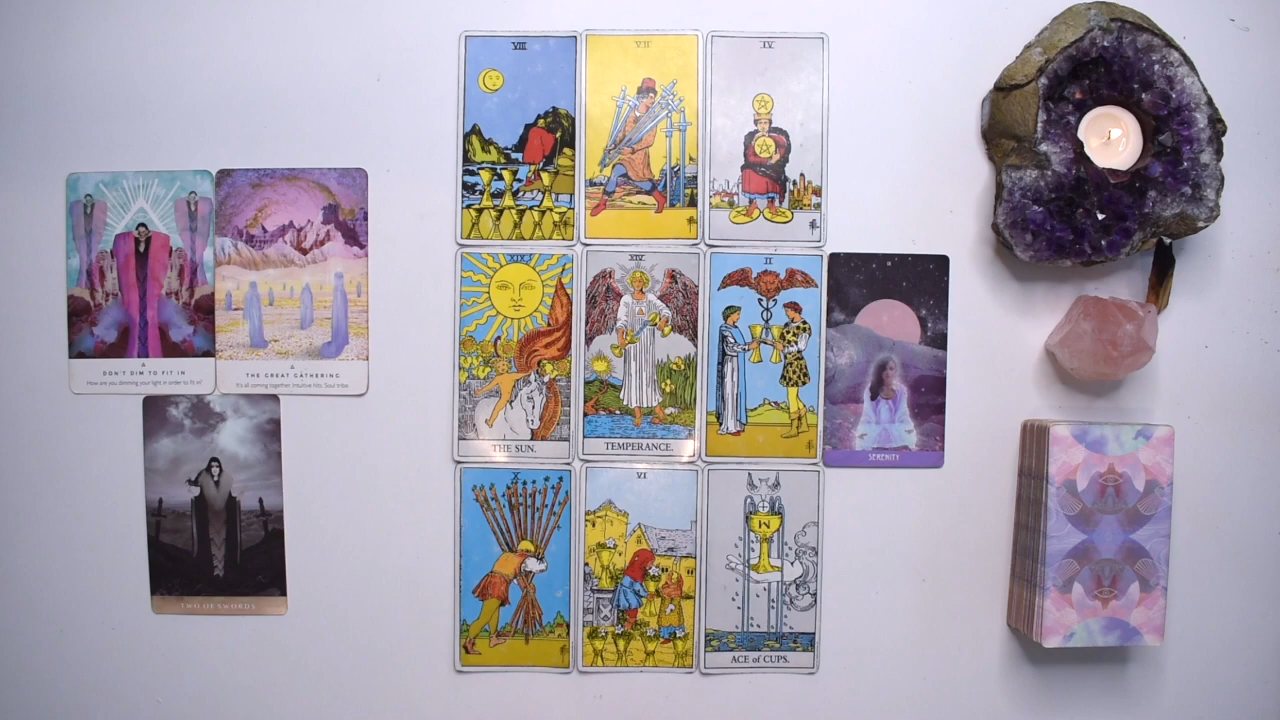 DON'T DIM TO FIT IN
How are you dimming your light in order to fit in?
THE GREAT GATHERING
It's all coming together. Intuitive hits. Soul tribe.
TWO OF SWORDS
VIII
VII
IV
XIX
THE SUN.
XIV
TEMPERANCE.
II
SERENITY
X
VI
ACE of CUPS.